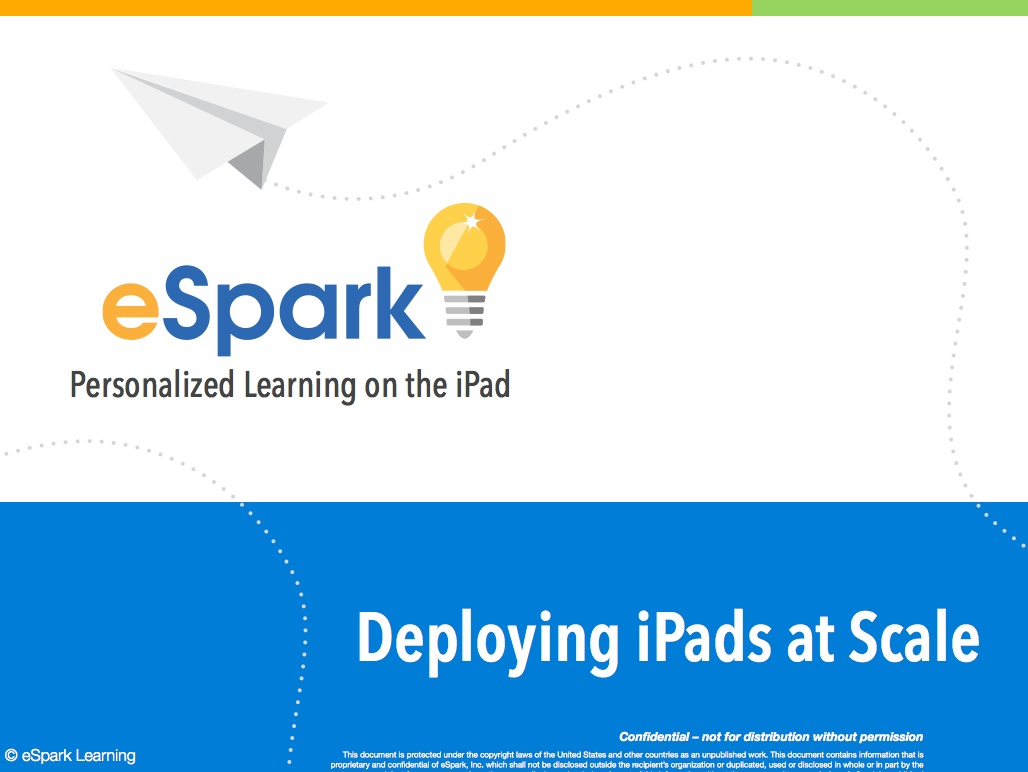 eSpark
Personalized Learning on the iPad
Deploying iPads at Scale
Confidential – not for distribution without permission
© eSpark Learning
This document is protected under the copyright laws of the United States and other countries as an unpublished work. This document contains information that is
proprietary and confidential of eSpark, Inc. which shall not be disclosed outside the recipient's organization or duplicated, used or disclosed in whole or in part by the